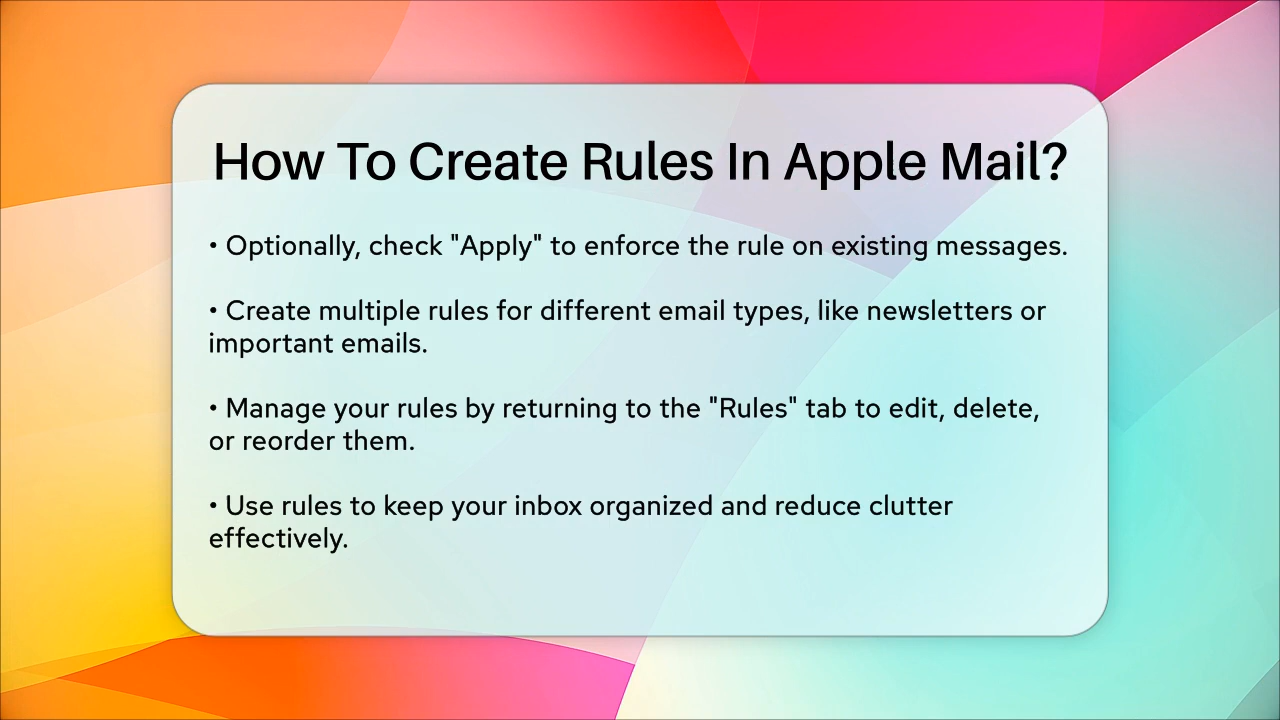 How To Create Rules In Apple Mail?
• Optionally, check "Apply" to enforce the rule on existing messages.
• Create multiple rules for different email types, like newsletters or
important emails.
• Manage your rules by returning to the "Rules" tab to edit, delete,
or reorder them.
• Use rules to keep your inbox organized and reduce clutter
effectively.